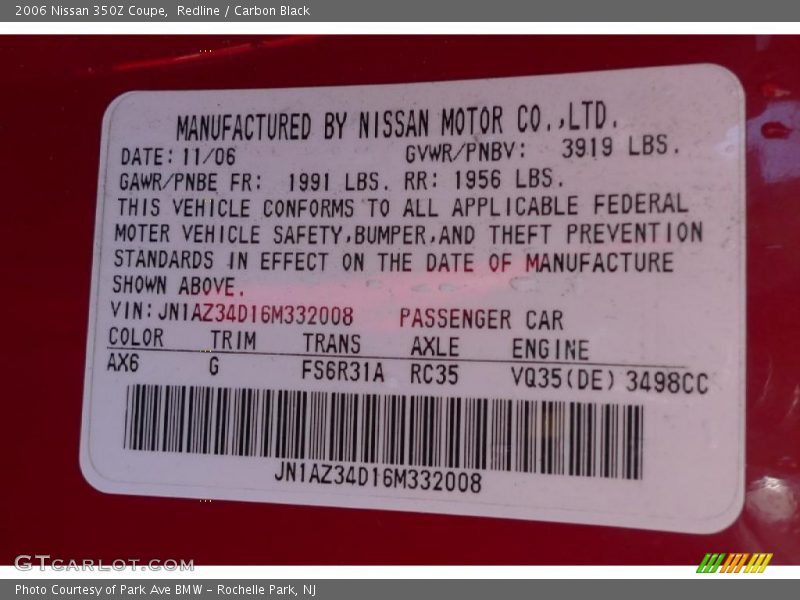 2006 Nissan 350Z Coupe, Redline / Carbon Black
MANUFACTURED BY NISSAN MOTOR CO.,LTD.
DATE: 11/06 GVWR/PNBV: 3919 LBS.
GAWR/PNBE FR: 1991 LBS. RR: 1956 LBS.
THIS VEHICLE CONFORMS TO ALL APPLICABLE FEDERAL
MOTER VEHICLE SAFETY,BUMPER,AND THEFT PREVENTION
STANDARDS IN EFFECT ON THE DATE OF MANUFACTURE
SHOWN ABOVE.
VIN: JN1AZ34D16M332008 PASSENGER CAR
COLOR TRIM TRANS AXLE ENGINE
AX6 G FS6R31A RC35 VQ35(DE) 3498CC
JN1AZ34D16M332008
GTcarlot.com
Photo Courtesy of Park Ave BMW - Rochelle Park, NJ